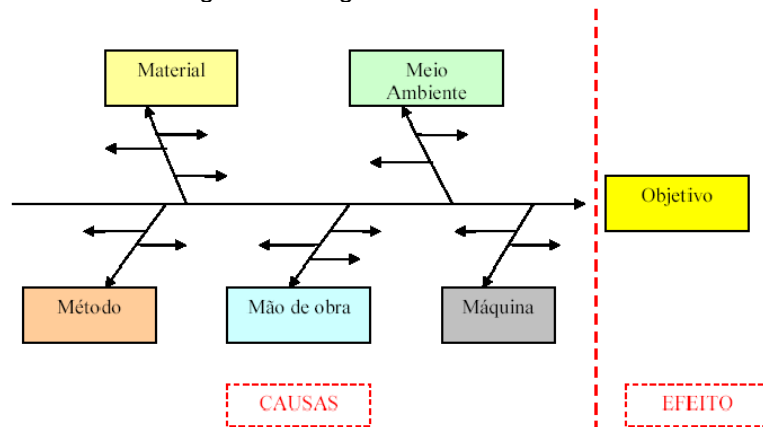 Material
Meio
Ambiente
Objetivo
Método
Mão de obra
Máquina
CAUSAS
EFEITO